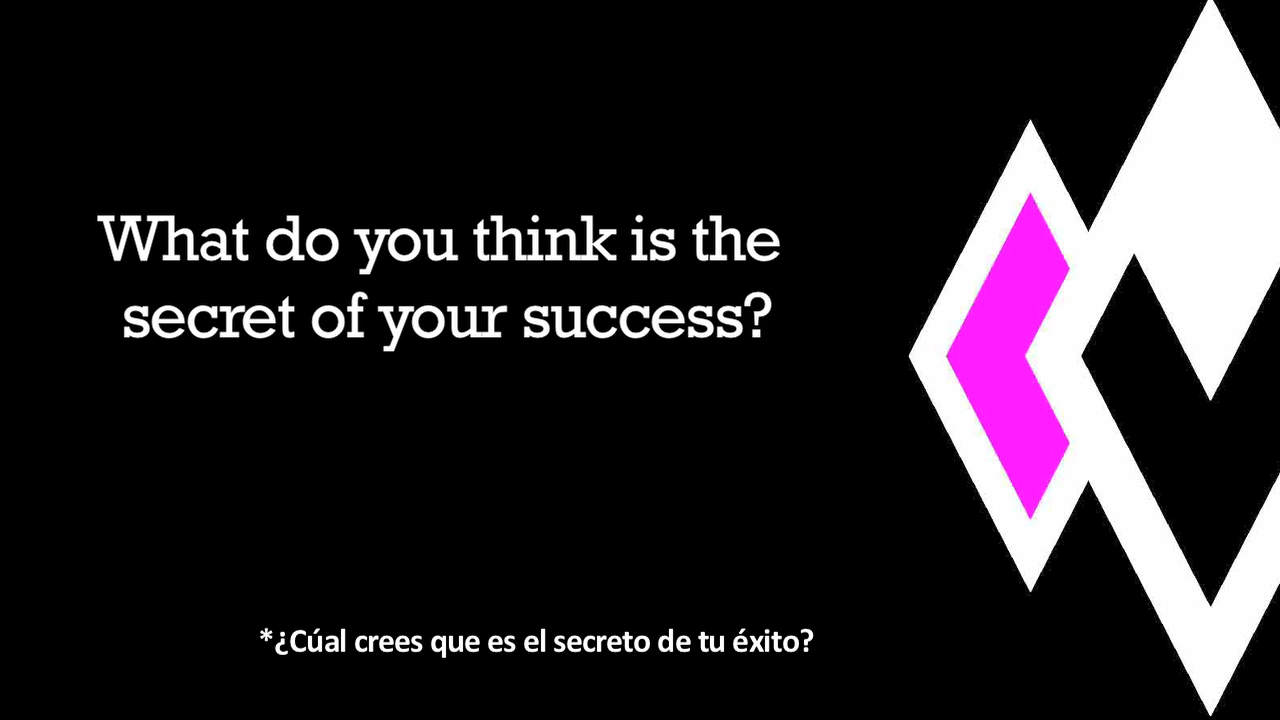 What do you think is the
secret of your success?
*¿Cúal crees que es el secreto de tu éxito?